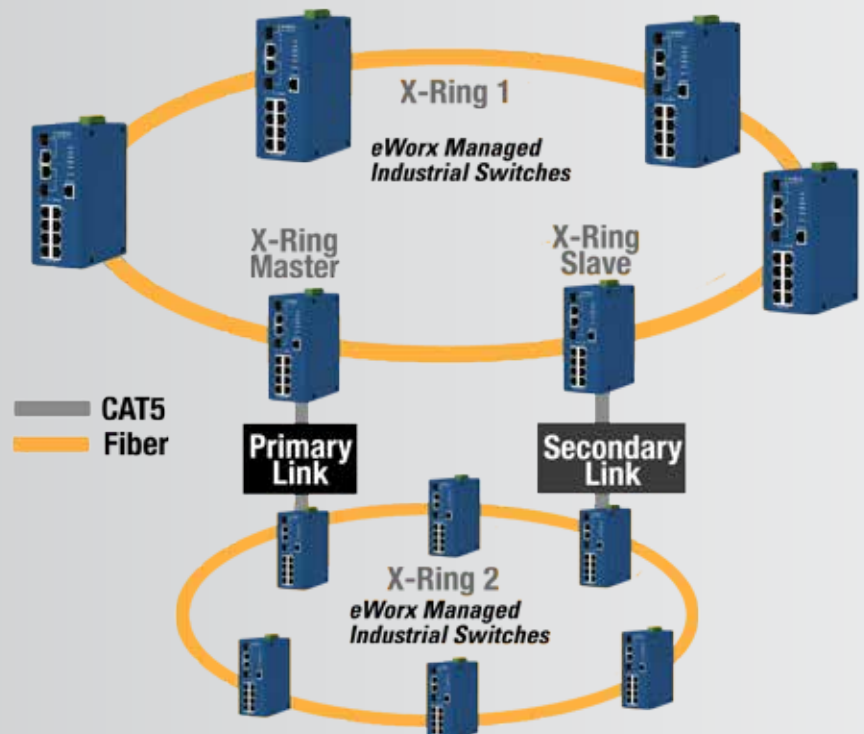 X-Ring 1
eWorx Managed
Industrial Switches
X-Ring
Master
X-Ring
Slave
CAT5
Fiber
Primary
Link
Secondary
Link
X-Ring 2
eWorx Managed
Industrial Switches